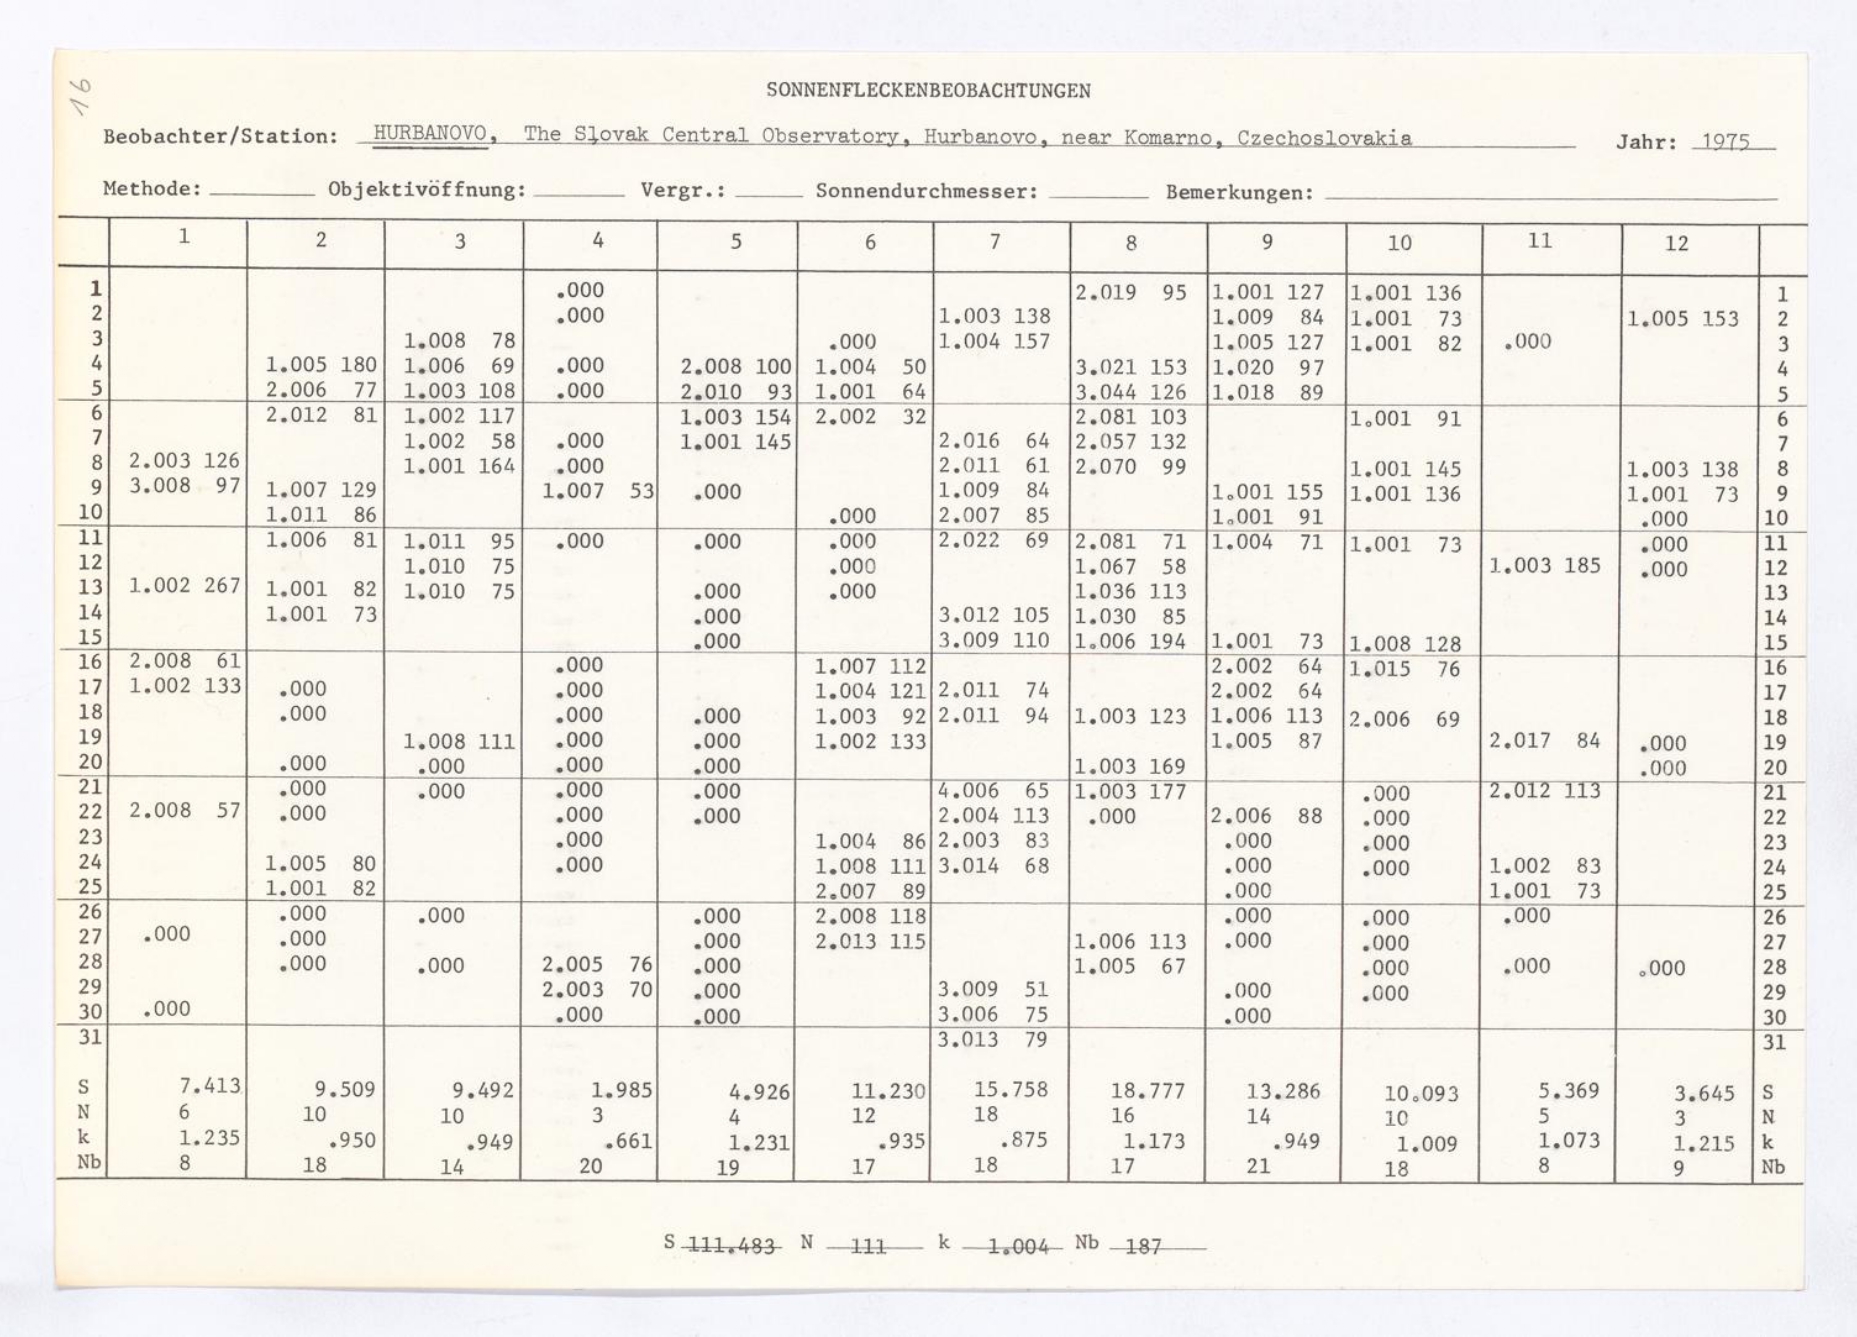 16
SONNENFLECKENBEOBACHTUNGEN
Beobachter/Station: HURBANOVO, The Slovak Central Observatory, Hurbanovo, near Komarno, Czechoslovakia Jahr: 1975
Methode: Objektivöffnung: Vergr.: Sonnendurchmesser: Bemerkungen:
1 2 3 4 5 6 7 8 9 10 11 12
1 .000 2.019 95 1.001 127 1.001 136 1
2 .000 1.003 138 1.009 84 1.001 73 1.005 153 2
3 1.008 78 .000 1.004 157 1.005 127 1.001 82 .000 3
4 1.005 180 1.006 69 .000 2.008 100 1.004 50 3.021 153 1.020 97 4
5 2.006 77 1.003 108 .000 2.010 93 1.001 64 3.044 126 1.018 89 5
6 2.012 81 1.002 117 1.003 154 2.002 32 2.081 103 1.001 91 6
7 1.002 58 .000 1.001 145 2.016 64 2.057 132 7
8 2.003 126 1.001 164 .000 2.011 61 2.070 99 1.001 145 1.003 138 8
9 3.008 97 1.007 129 1.007 53 .000 1.009 84 1.001 155 1.001 136 1.001 73 9
10 1.011 86 .000 2.007 85 1.001 91 .000 10
11 1.006 81 1.011 95 .000 .000 .000 2.022 69 2.081 71 1.004 71 1.001 73 .000 11
12 1.010 75 .000 1.067 58 1.003 185 .000 12
13 1.002 267 1.001 82 1.010 75 .000 .000 1.036 113 13
14 1.001 73 .000 3.012 105 1.030 85 14
15 .000 3.009 110 1.006 194 1.001 73 1.008 128 15
16 2.008 61 .000 1.007 112 2.002 64 1.015 76 16
17 1.002 133 .000 .000 1.004 121 2.011 74 2.002 64 17
18 .000 .000 .000 1.003 92 2.011 94 1.003 123 1.006 113 2.006 69 18
19 1.008 111 .000 .000 1.002 133 1.005 87 2.017 84 .000 19
20 .000 .000 .000 .000 1.003 169 .000 20
21 .000 .000 .000 .000 4.006 65 1.003 177 .000 2.012 113 21
22 2.008 57 .000 .000 .000 2.004 113 .000 2.006 88 .000 22
23 .000 1.004 86 2.003 83 .000 .000 23
24 1.005 80 .000 1.008 111 3.014 68 .000 .000 1.002 83 24
25 1.001 82 2.007 89 .000 1.001 73 25
26 .000 .000 .000 2.008 118 .000 .000 .000 26
27 .000 .000 .000 2.013 115 1.006 113 .000 .000 27
28 .000 .000 2.005 76 .000 1.005 67 .000 .000 .000 28
29 2.003 70 .000 3.009 51 .000 .000 29
30 .000 .000 .000 3.006 75 .000 30
31 3.013 79 31
S 7.413 9.509 9.492 1.985 4.926 11.230 15.758 18.777 13.286 10.093 5.369 3.645 S
N 6 10 10 3 4 12 18 16 14 10 5 3 N
k 1.235 .950 .949 .661 1.231 .935 .875 1.173 .949 1.009 1.073 1.215 k
Nb 8 18 14 20 19 17 18 17 21 18 8 9 Nb
S 111.483 N 111 k 1.004 Nb 187